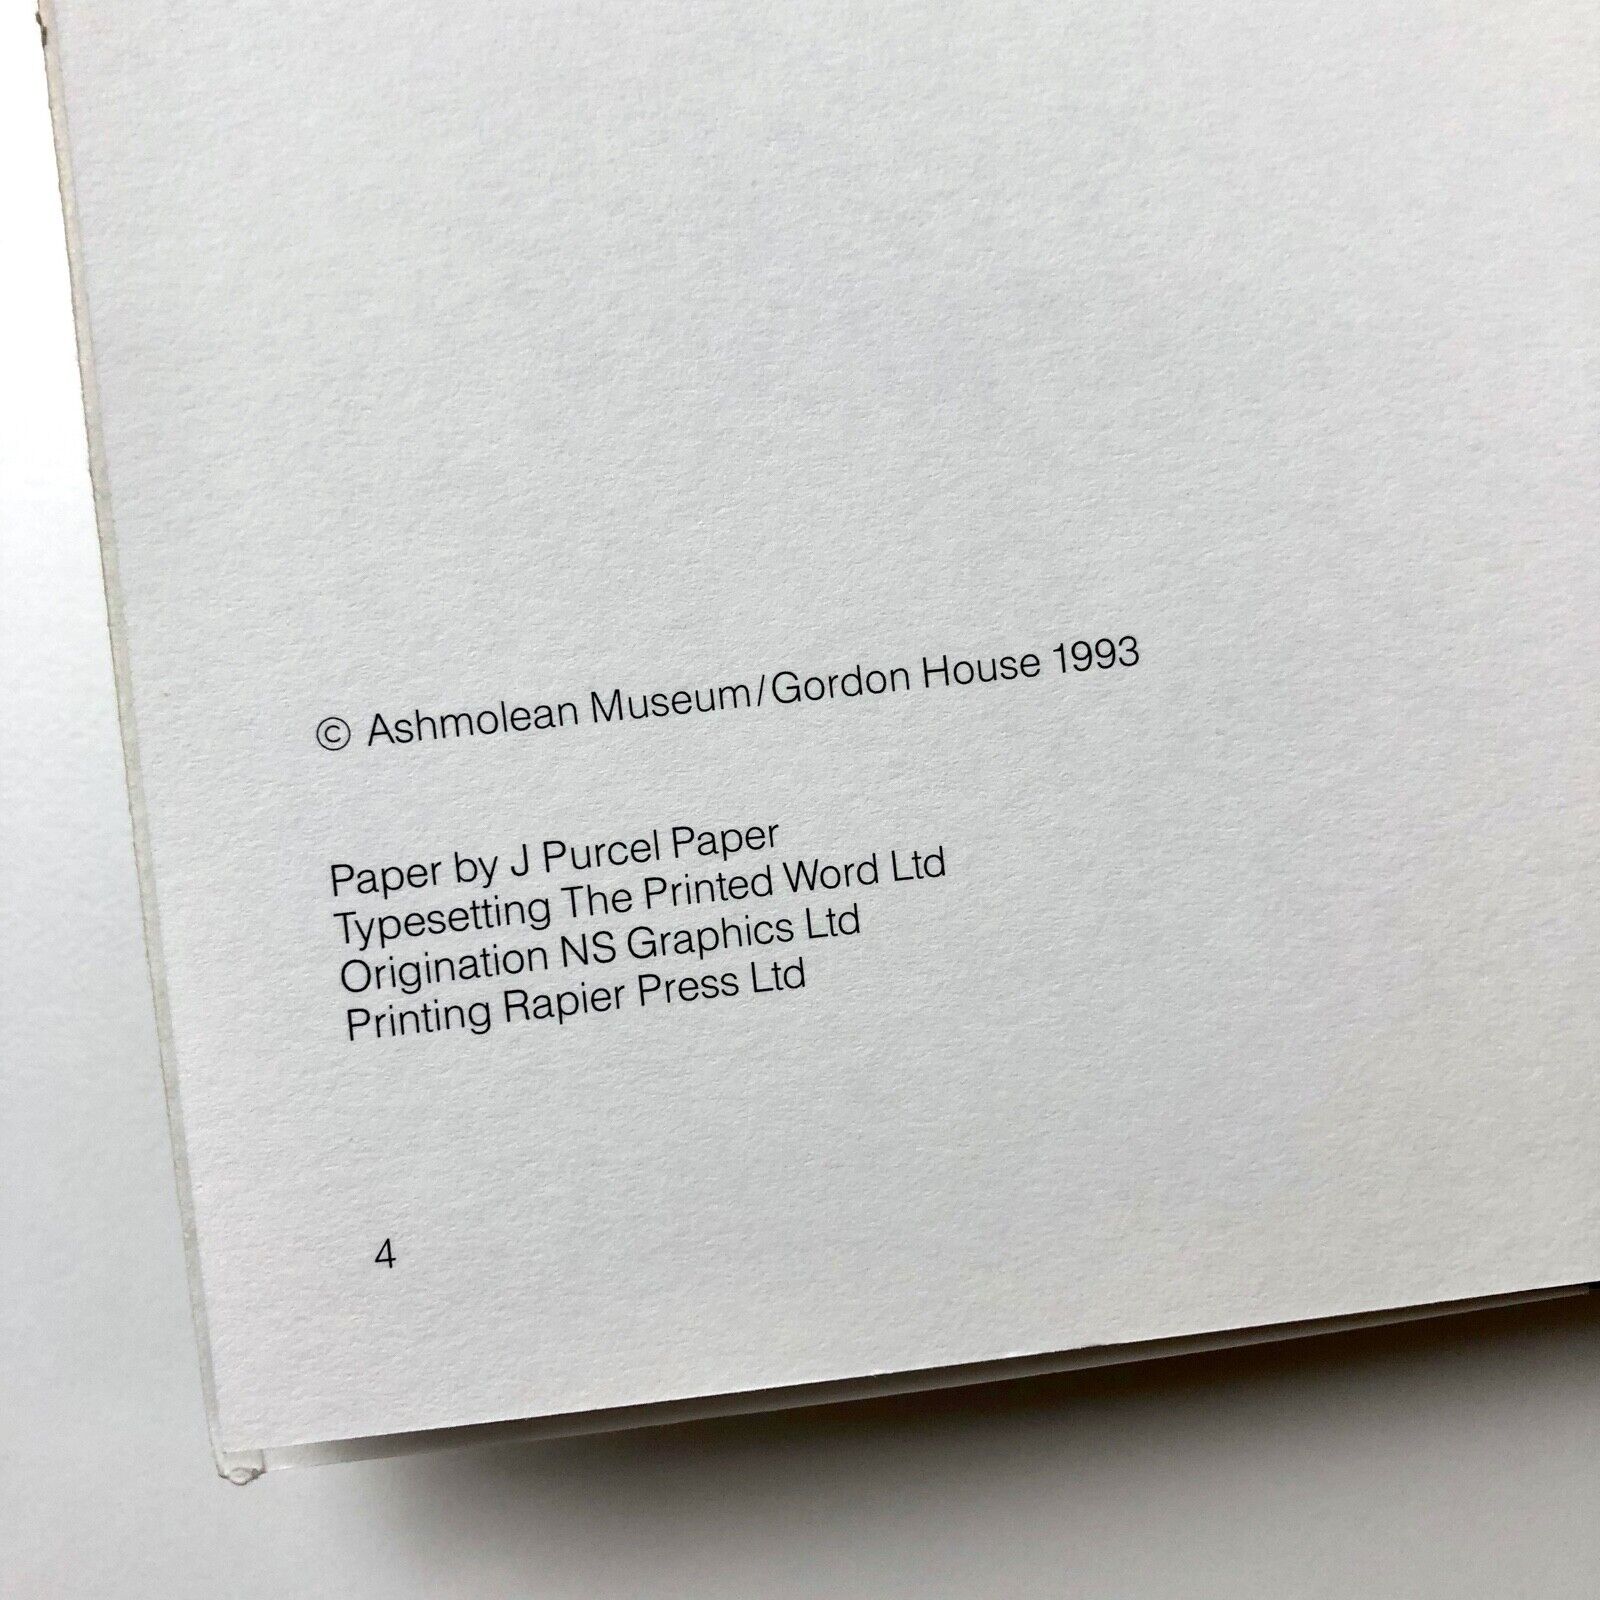 © Ashmolean Museum/Gordon House 1993
Paper by J Purcel Paper
Typesetting The Printed Word Ltd
Origination NS Graphics Ltd
Printing Rapier Press Ltd
4